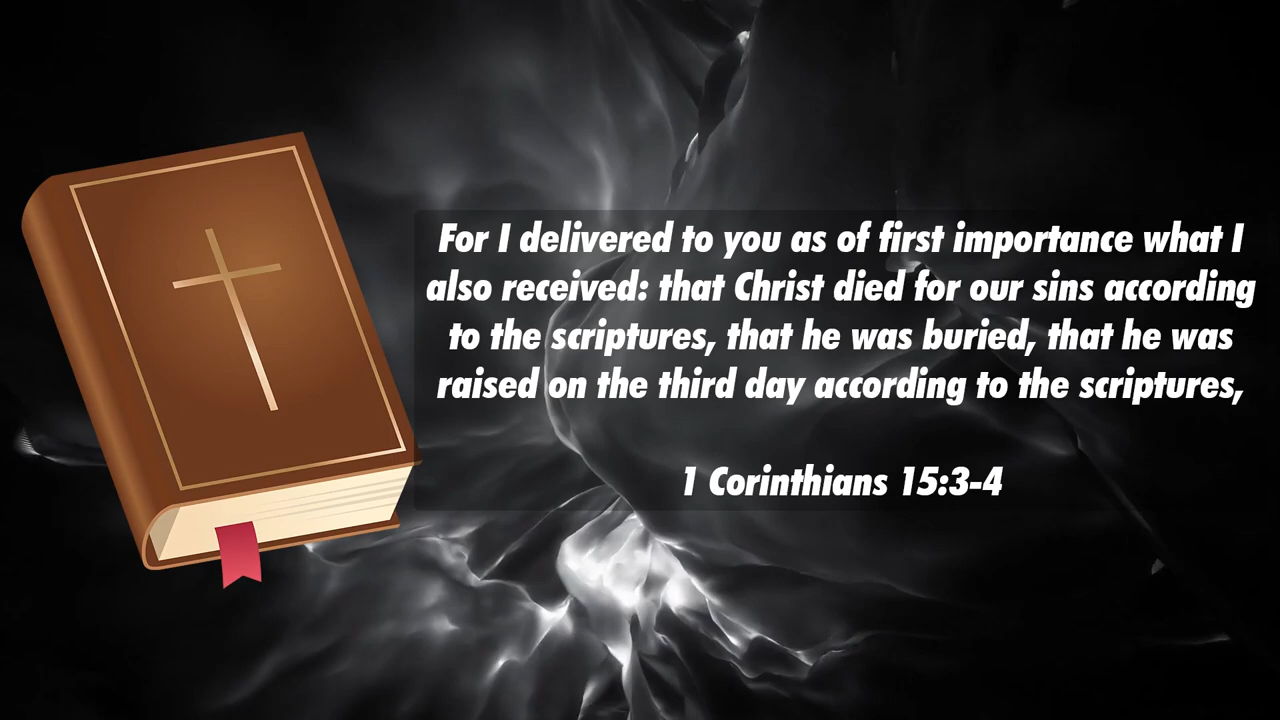 For I delivered to you as of first importance what I
also received: that Christ died for our sins according
to the scriptures, that he was buried, that he was
raised on the third day according to the scriptures,
1 Corinthians 15:3-4